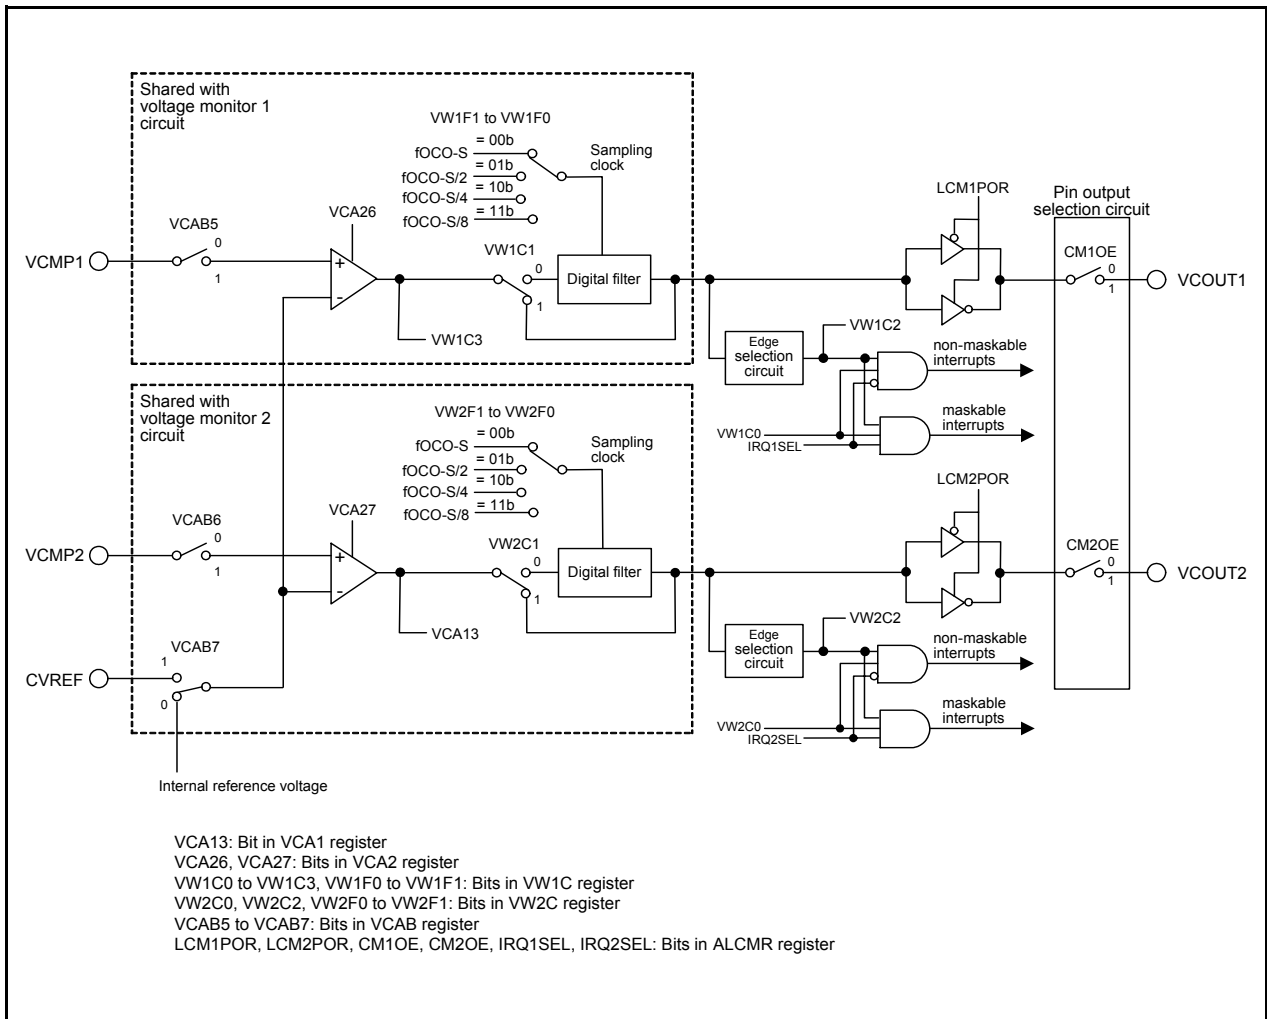 Shared with
voltage monitor 1
circuit
VW1F1 to VW1F0
= 00b
fOCO-S
= 01b
fOCO-S/2
= 10b
fOCO-S/4
= 11b
fOCO-S/8
Sampling
clock
VCAB5
0
1
VCMP1
VCA26
+
-
VW1C3
VW1C1
0
1
Digital filter
LCM1POR
Pin output
selection circuit
CM1OE
0
1
VCOUT1
VW1C2
Edge
selection
circuit
non-maskable
interrupts
maskable
interrupts
VW1C0
IRQ1SEL
Shared with
voltage monitor 2
circuit
VW2F1 to VW2F0
= 00b
fOCO-S
= 01b
fOCO-S/2
= 10b
fOCO-S/4
= 11b
fOCO-S/8
Sampling
clock
VCAB6
0
1
VCMP2
VCA27
+
-
VCA13
VW2C1
0
1
Digital filter
LCM2POR
CM2OE
0
1
VCOUT2
VW2C2
Edge
selection
circuit
non-maskable
interrupts
maskable
interrupts
VW2C0
IRQ2SEL
VCAB7
1
0
CVREF
Internal reference voltage
VCA13: Bit in VCA1 register
VCA26, VCA27: Bits in VCA2 register
VW1C0 to VW1C3, VW1F0 to VW1F1: Bits in VW1C register
VW2C0, VW2C2, VW2F0 to VW2F1: Bits in VW2C register
VCAB5 to VCAB7: Bits in VCAB register
LCM1POR, LCM2POR, CM1OE, CM2OE, IRQ1SEL, IRQ2SEL: Bits in ALCMR register